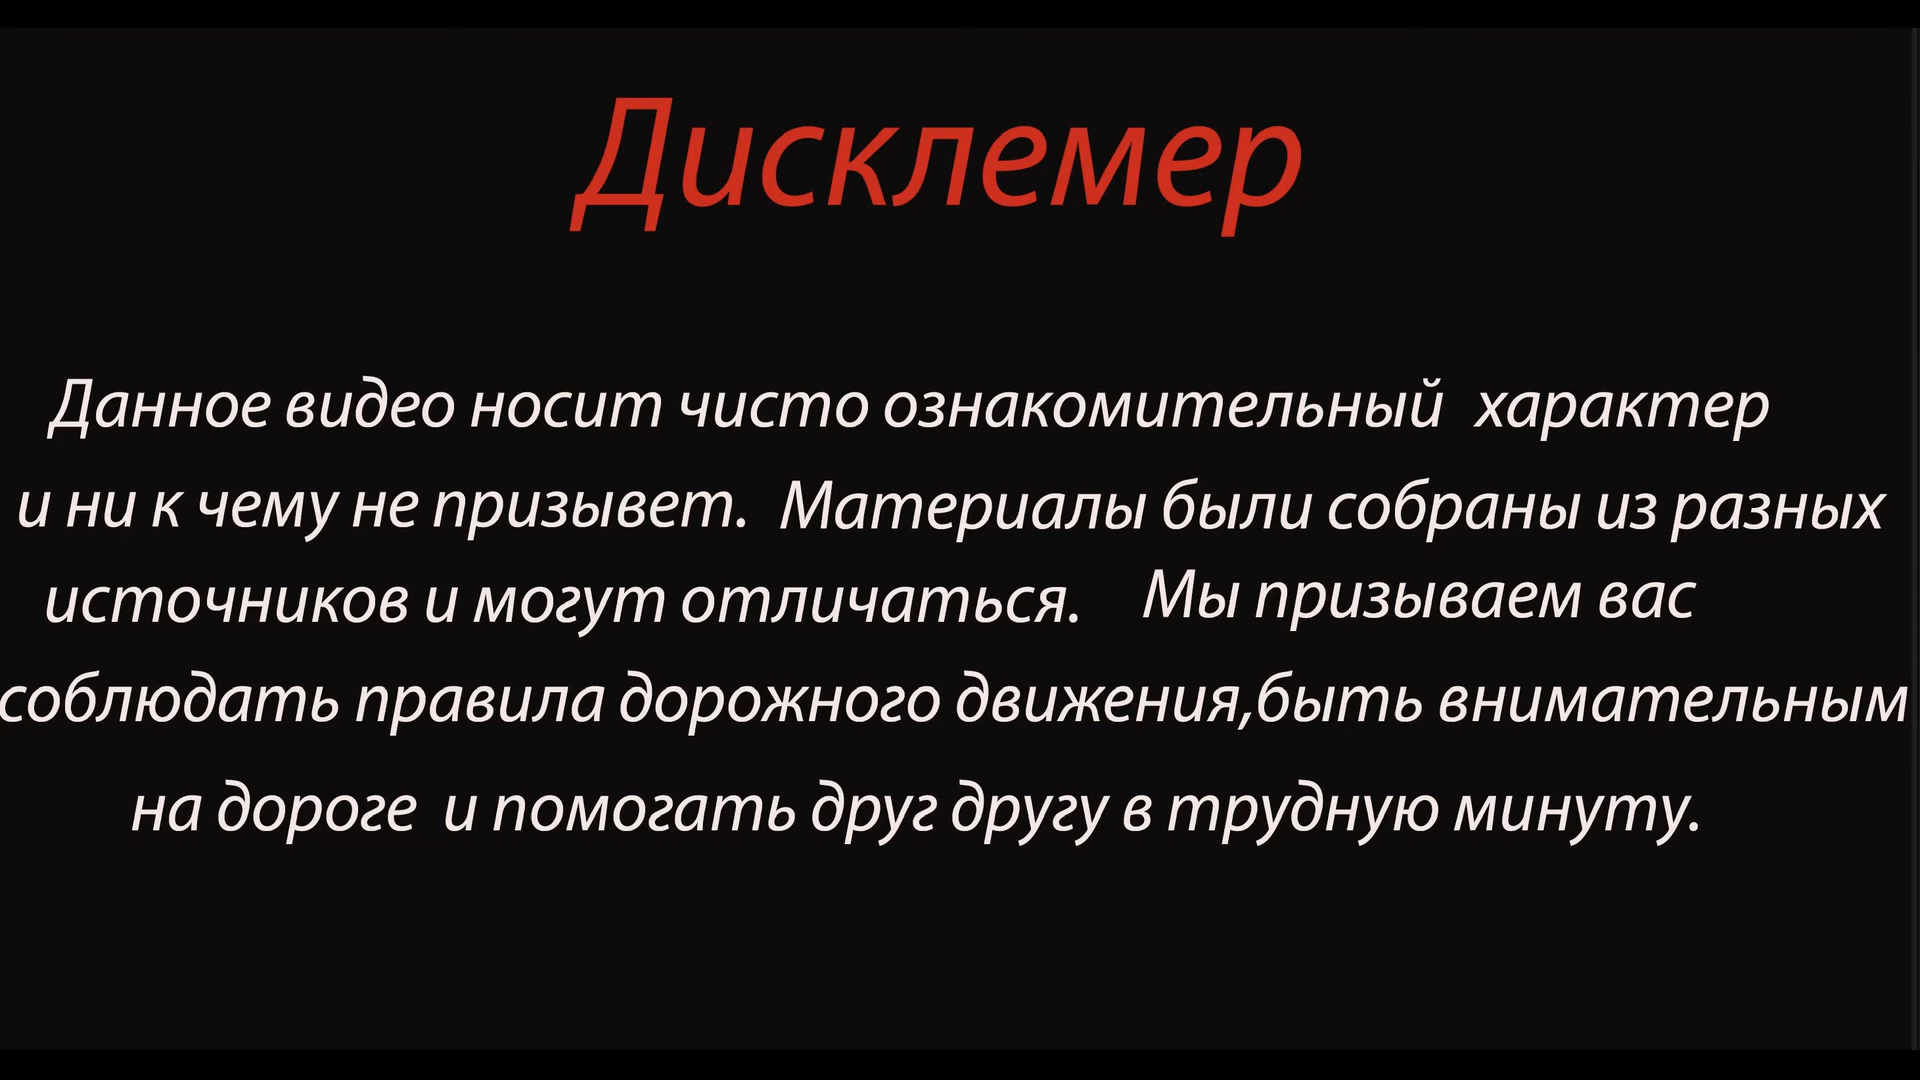 Дисклемер
Данное видео носит чисто ознакомительный характер
и ни к чему не призывет. Материалы были собраны из разных
источников и могут отличаться. Мы призываем вас
соблюдать правила дорожного движения,быть внимательным
на дороге и помогать друг другу в трудную минуту.